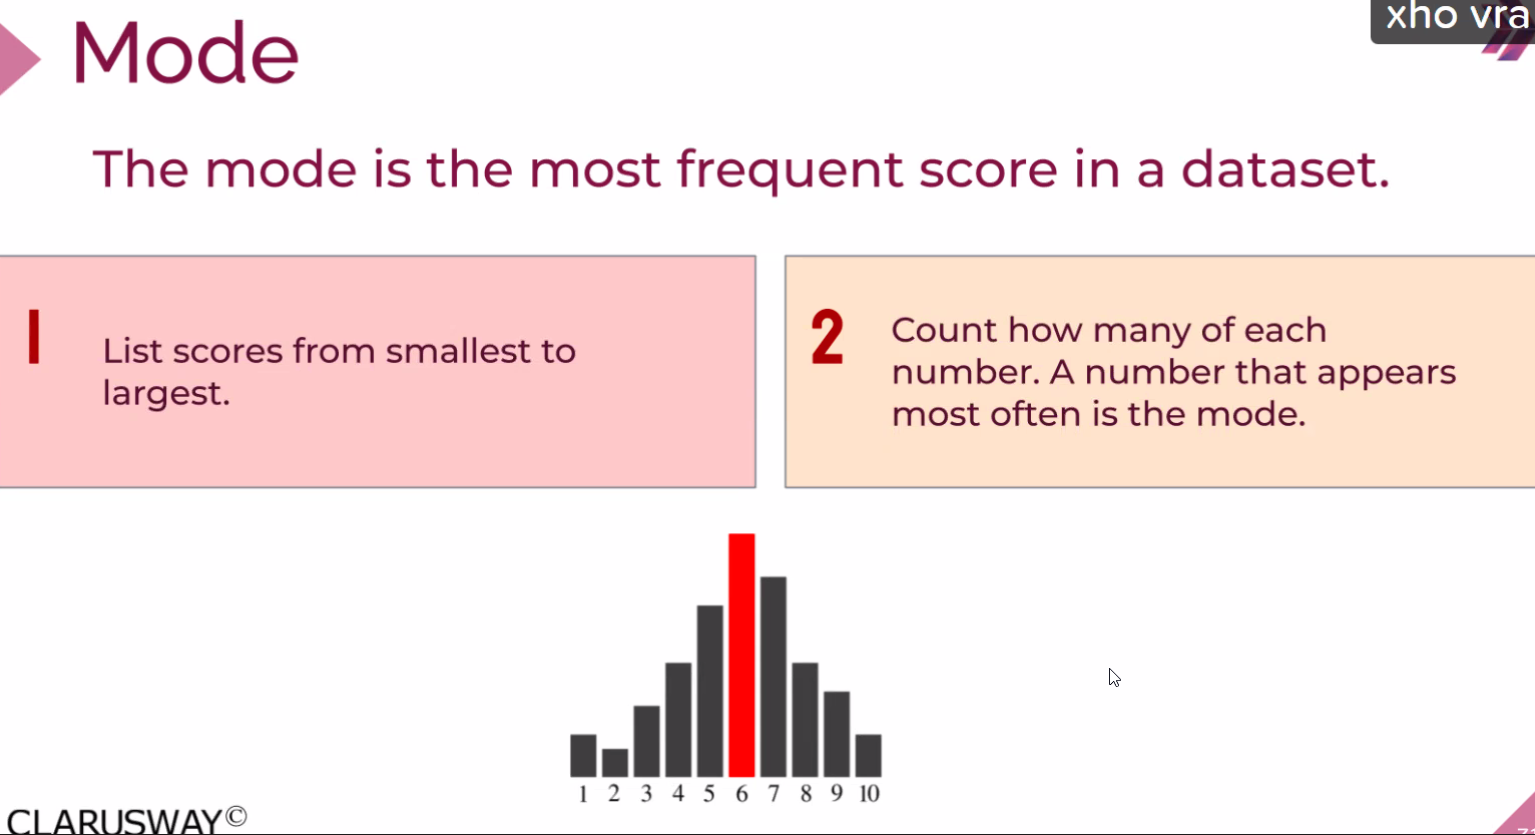 Mode
xho vra
The mode is the most frequent score in a dataset.
1
List scores from smallest to
largest.
2
Count how many of each
number. A number that appears
most often is the mode.
1 2 3 4 5 6 7 8 9 10
CLARUSWAY©